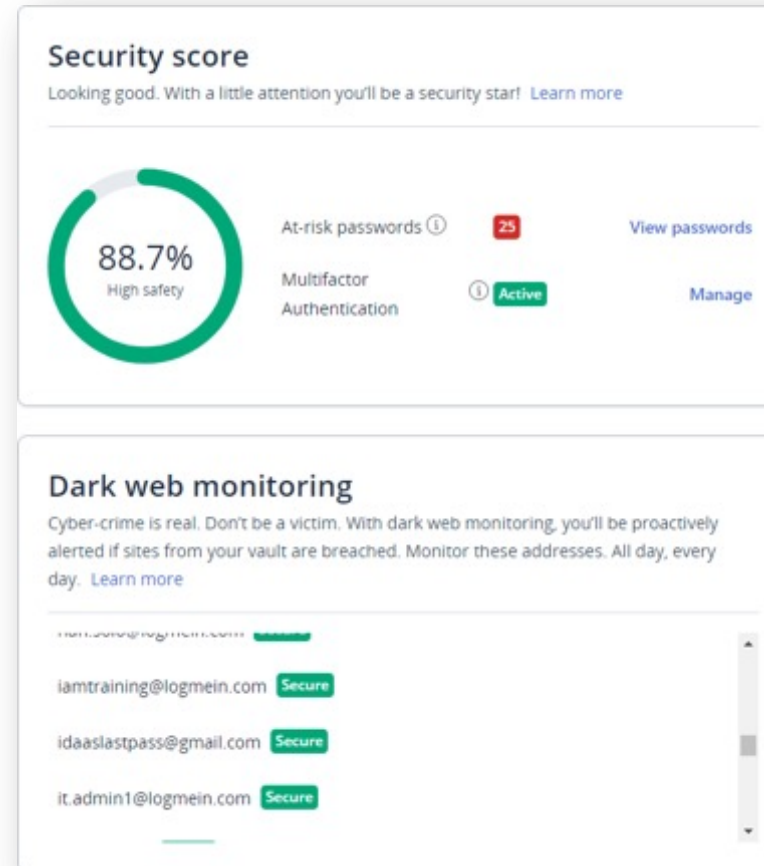 Security score
Looking good. With a little attention you'll be a security star! Learn more
88.7%
High safety
At-risk passwords 25 View passwords
Multifactor
Authentication Active Manage
Dark web monitoring
Cyber-crime is real. Don't be a victim. With dark web monitoring, you'll be proactively
alerted if sites from your vault are breached. Monitor these addresses. All day, every
day. Learn more
iamtraining@logmein.com Secure
idaaslastpass@gmail.com Secure
it.admin1@logmein.com Secure